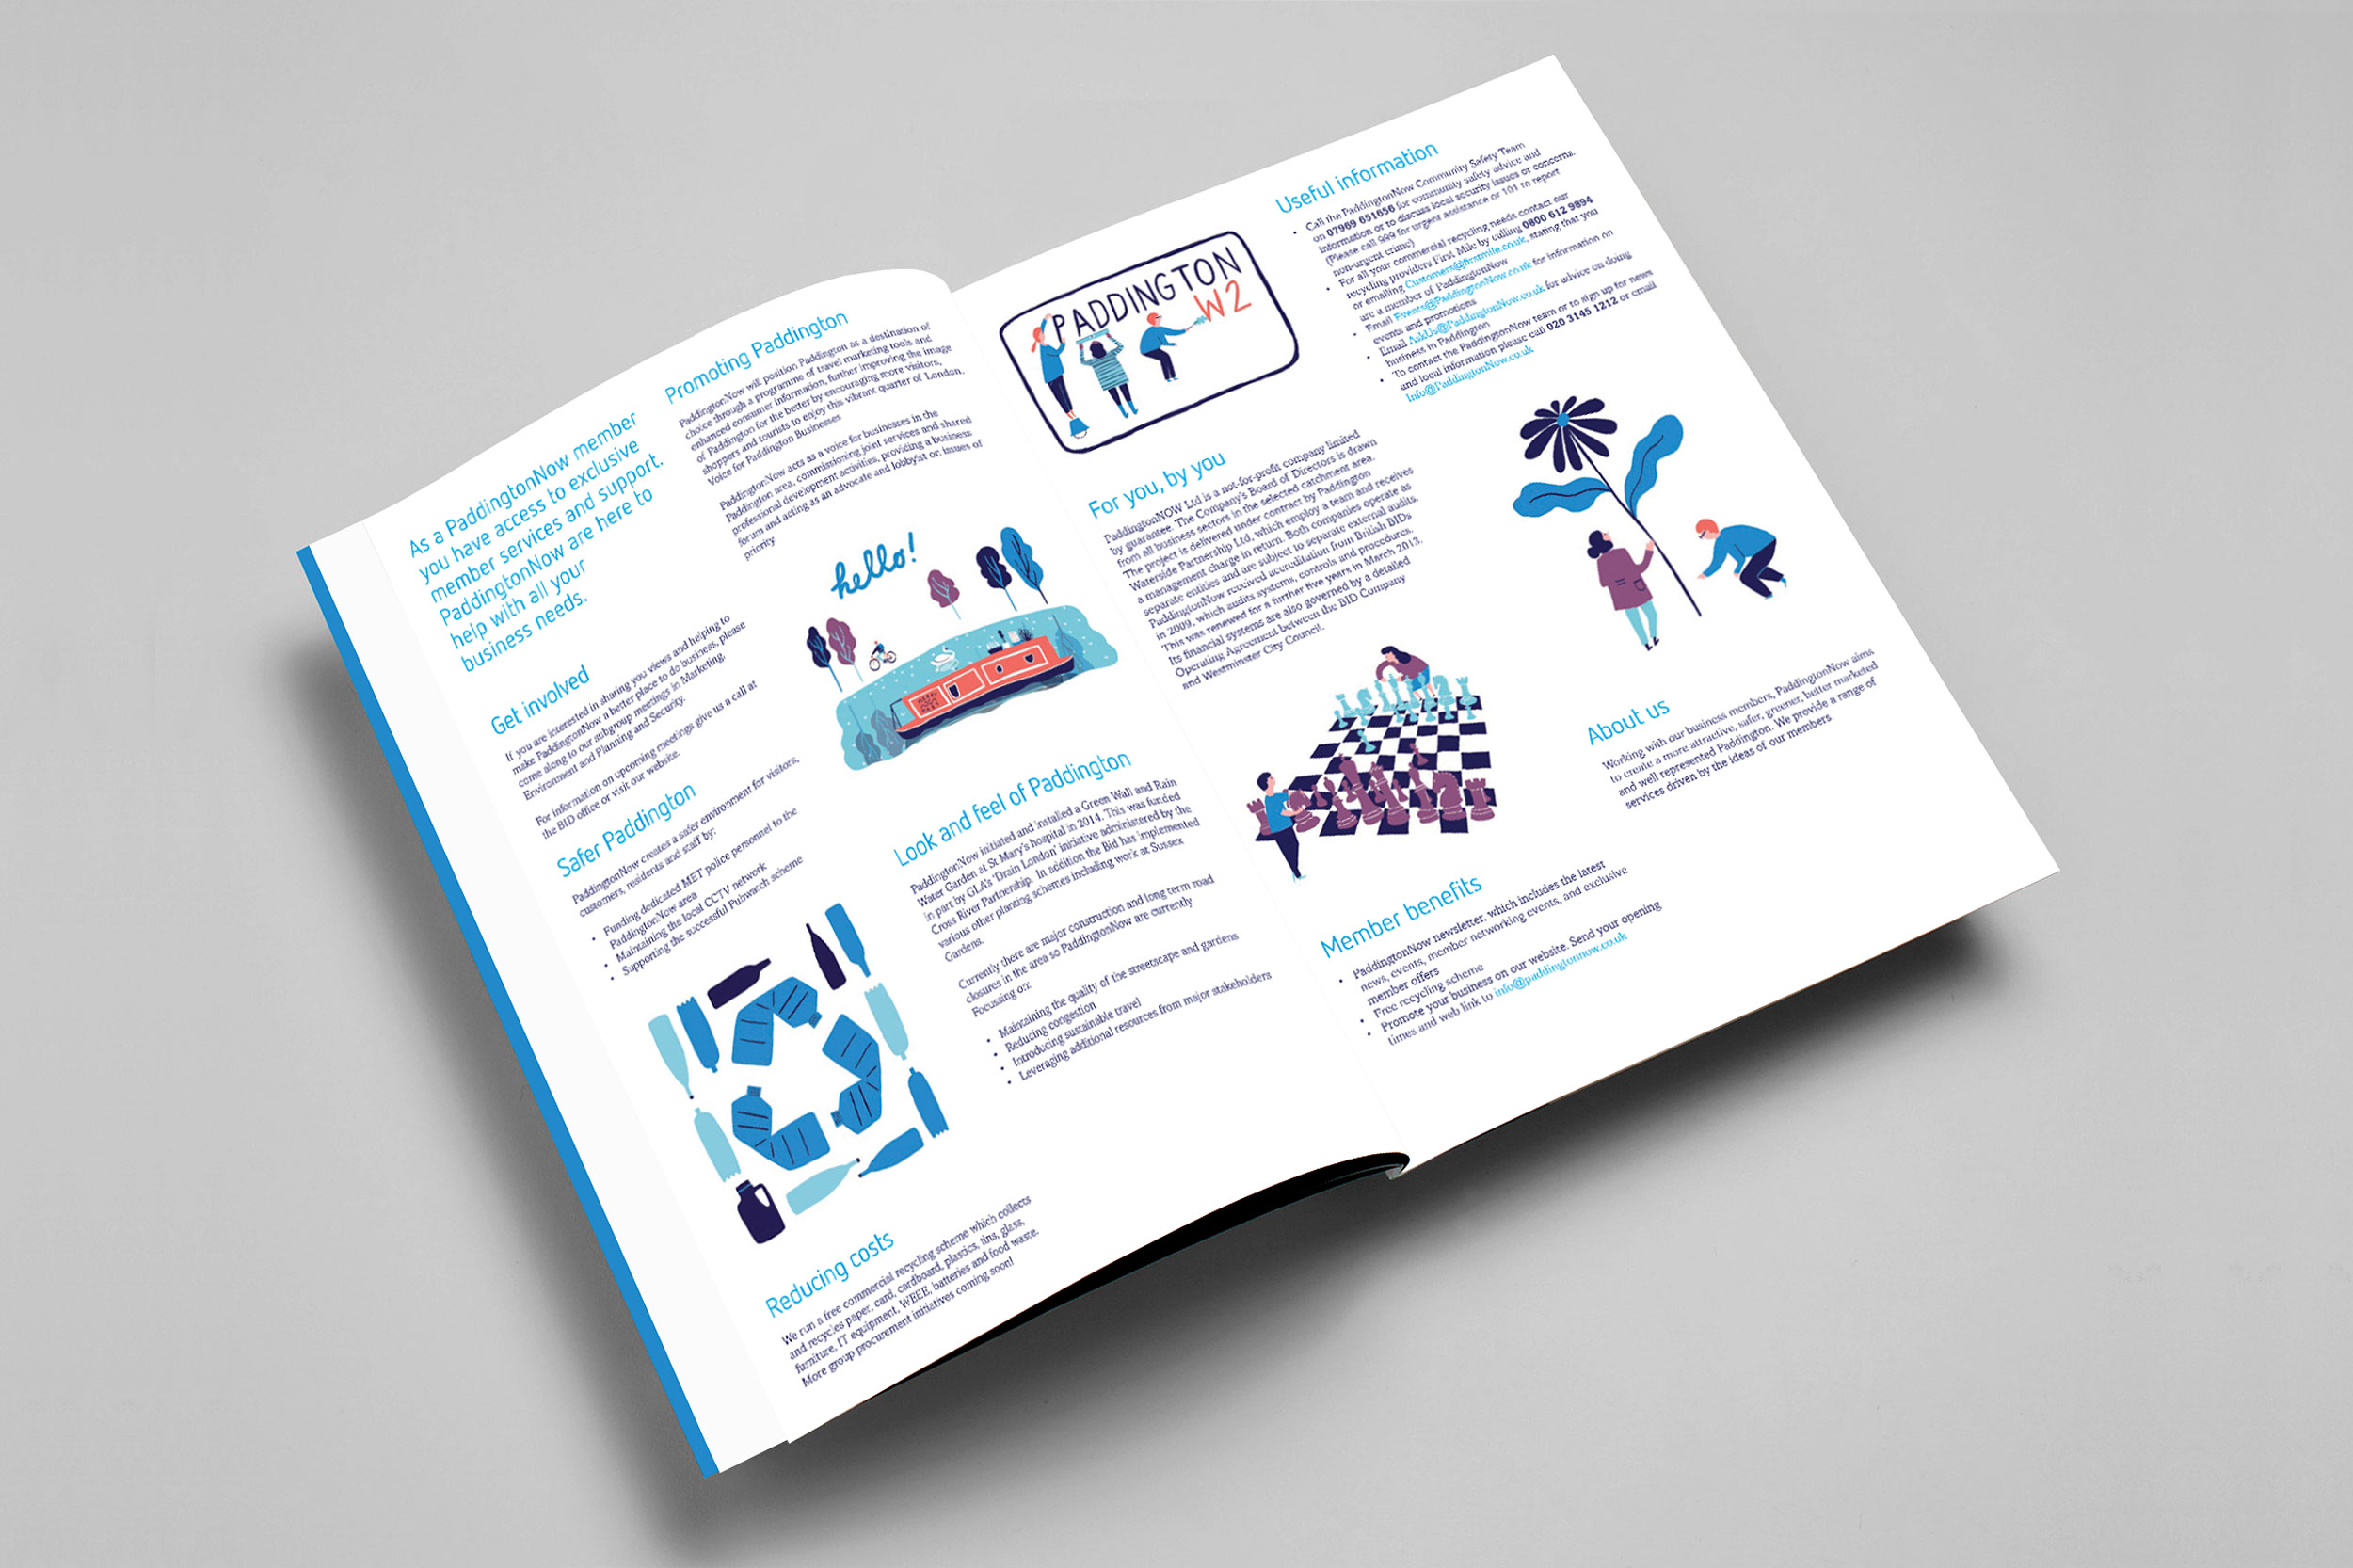 As a PaddingtonNow member
you have access to exclusive
member services and support.
PaddingtonNow are here to
help with all your
business needs.
Get involved
If you are interested in sharing you views and helping to
make PaddingtonNow a better place to do business, please
come along to our subgroup meetings in Marketing,
Environment and Planning and Security.
For information on upcoming meetings give us a call at
the BID office or visit our website.
Safer Paddington
PaddingtonNow creates a safer environment for visitors,
customers, residents and staff by:
• Funding dedicated MET police personnel to the
PaddingtonNow area
• Maintaining the local CCTV network
• Supporting the successful Pubwatch scheme
Reducing costs
We run a free commercial recycling scheme which collects
and recycles paper, card, cardboard, plastics, tins, glass,
furniture, IT equipment, WEEE, batteries and food waste.
More group procurement initiatives coming soon!
Promoting Paddington
PaddingtonNow will position Paddington as a destination of
choice through a programme of travel marketing tools and
enhanced consumer information, further improving the image
of Paddington for the better by encouraging more visitors,
shoppers and tourists to enjoy this vibrant quarter of London.
Voice for Paddington Businesses
PaddingtonNow acts as a voice for businesses in the
Paddington area, commissioning joint services and shared
professional development activities, providing a business
forum and acting as an advocate and lobbyist on issues of
priority.
hello!
Look and feel of Paddington
PaddingtonNow initiated and installed a Green Wall and Rain
Water Garden at St Mary's hospital in 2014. This was funded
in part by GLA's 'Drain London' initiative administered by the
Cross River Partnership. In addition the Bid has implemented
various other planting schemes including work at Sussex
Gardens.
Currently there are major construction and long term road
closures in the area so PaddingtonNow are currently
Focussing on:
• Maintaining the quality of the streetscape and gardens
• Reducing congestion
• Introducing sustainable travel
• Leveraging additional resources from major stakeholders
PADDINGTON
W2
For you, by you
PaddingtonNOW Ltd is a not-for-profit company limited
by guarantee. The Company's Board of Directors is drawn
from all business sectors in the selected catchment area.
The project is delivered under contract by Paddington
Waterside Partnership Ltd, which employ a team and receives
a management charge in return. Both companies operate as
separate entities and are subject to separate external audits.
PaddingtonNow received accreditation from British BIDs
in 2009, which audits systems, controls and procedures.
This was renewed for a further five years in March 2013.
Its financial systems are also governed by a detailed
Operating Agreement between the BID Company
and Westminster City Council.
Member benefits
• PaddingtonNow newsletter, which includes the latest
news, events, member networking events, and exclusive
member offers
• Free recycling scheme
• Promote your business on our website. Send your opening
times and web link to info@paddingtonnow.co.uk
Useful information
• Call the PaddingtonNow Community Safety Team
on 07969 651656 for community safety advice and
information or to discuss local security issues or concerns.
(Please call 999 for urgent assistance or 101 to report
non-urgent crime)
• For all your commercial recycling needs contact our
recycling providers First Mile by calling 0800 612 9894
or emailing Customers@firstmile.co.uk, stating that you
are a member of PaddingtonNow
• Email Events@PaddingtonNow.co.uk for information on
events and promotions
• Email AskUs@PaddingtonNow.co.uk for advice on doing
business in Paddington
• To contact the PaddingtonNow team or to sign up for news
and local information please call 020 3145 1212 or email
Info@PaddingtonNow.co.uk
About us
Working with our business members, PaddingtonNow aims
to create a more attractive, safer, greener, better marketed
and well represented Paddington. We provide a range of
services driven by the ideas of our members.